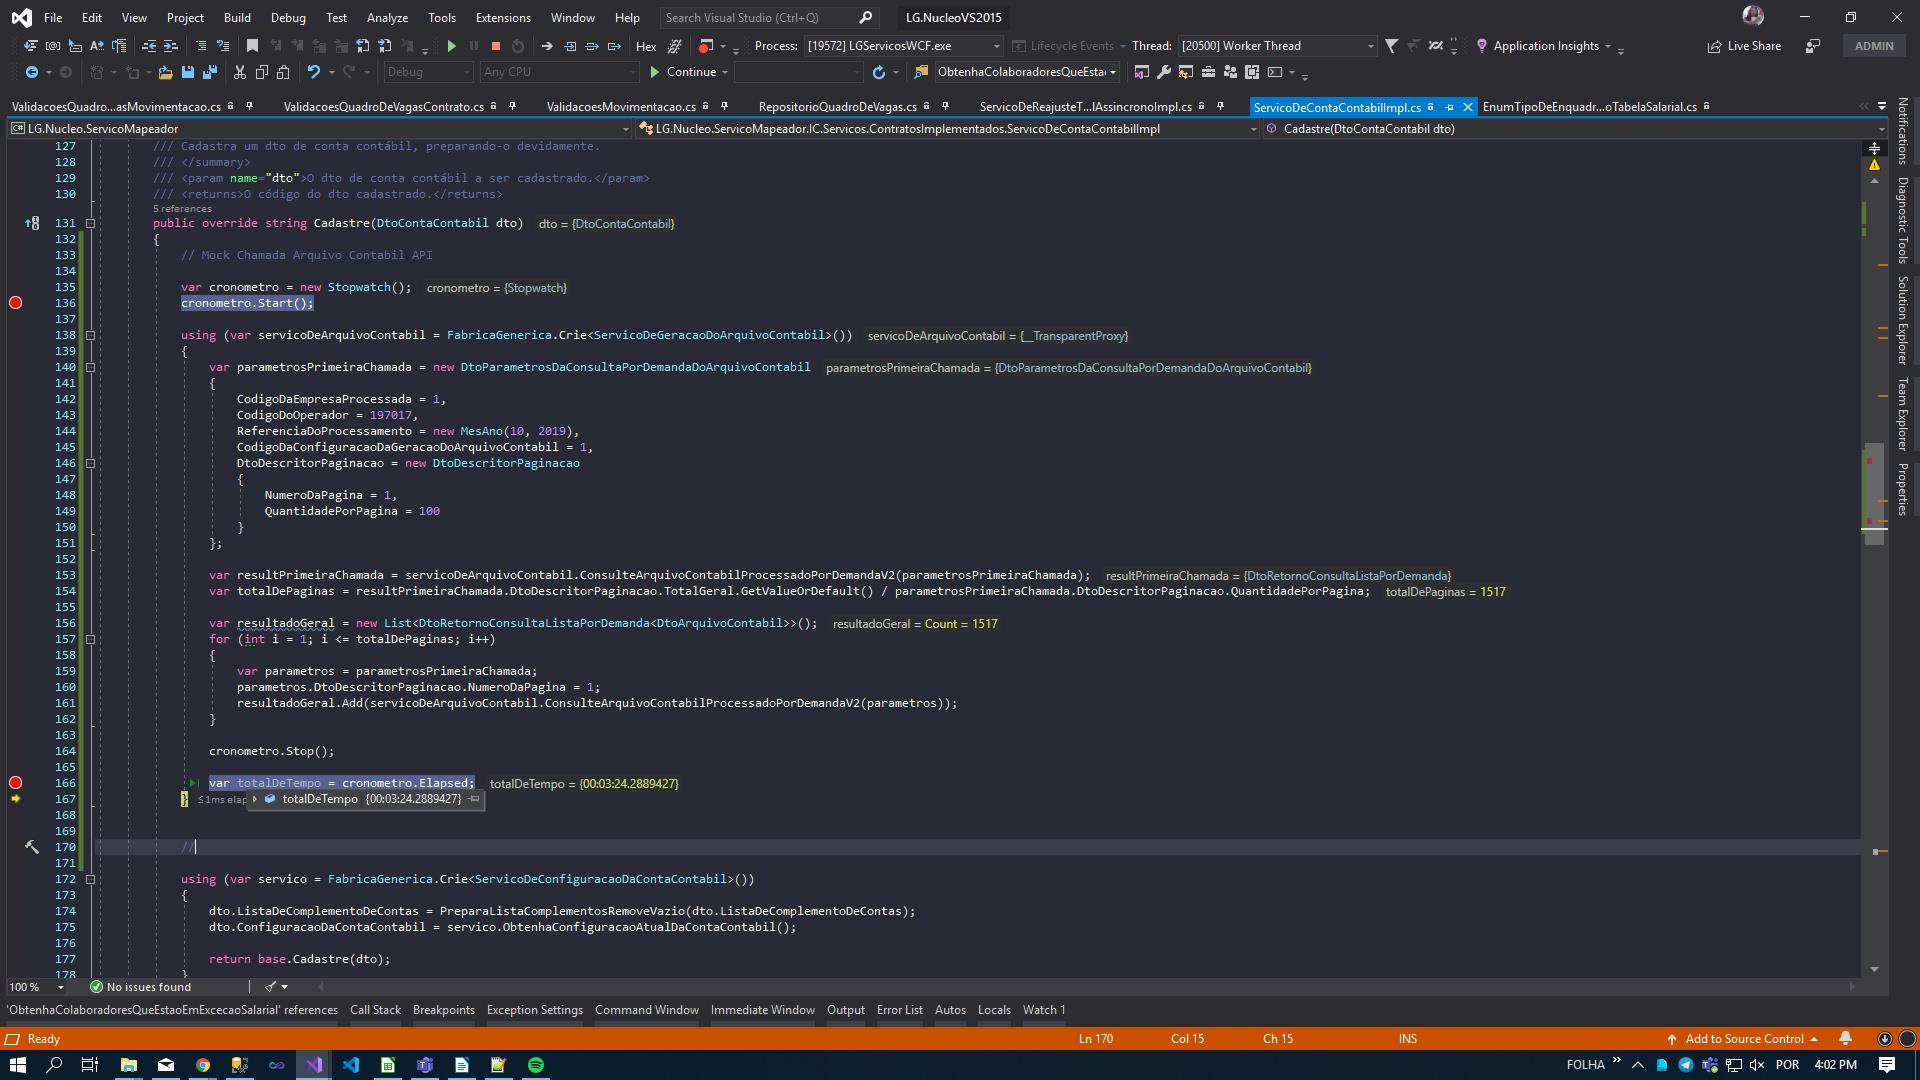 File Edit View Project Build Debug Test Analyze Tools Extensions Window Help Search Visual Studio (Ctrl+Q) LG.NucleoVS2015
Hex Process: [19572] LGServicosWCF.exe Lifecycle Events Thread: [20500] Worker Thread Application Insights Live Share ADMIN
Debug Any CPU Continue ObtenhaColaboradoresQueEsta
ValidacoesQuadro...asMovimentacao.cs ValidacoesQuadroDeVagasContrato.cs ValidacoesMovimentacao.cs RepositorioQuadroDeVagas.cs ServicoDeReajusteT...lAssincronoImpl.cs ServicoDeContaContabilImpl.cs EnumTipoDeEnquadr...oTabelaSalarial.cs
LG.Nucleo.ServicoMapeador LG.Nucleo.ServicoMapeador.IC.Servicos.ContratosImplementados.ServicoDeContaContabilImpl Cadastre(DtoContaContabil dto)
127 /// Cadastra um dto de conta contábil, preparando-o devidamente.
128 /// </summary>
129 /// <param name="dto">O dto de conta contábil a ser cadastrado.</param>
130 /// <returns>O código do dto cadastrado.</returns>
5 references
131 public override string Cadastre(DtoContaContabil dto) dto = {DtoContaContabil}
132 {
133 // Mock Chamada Arquivo Contabil API
134
135 var cronometro = new Stopwatch(); cronometro = {Stopwatch}
136 cronometro.Start();
137
138 using (var servicoDeArquivoContabil = FabricaGenerica.Crie<ServicoDeGeracaoDoArquivoContabil>()) servicoDeArquivoContabil = {__TransparentProxy}
139 {
140 var parametrosPrimeiraChamada = new DtoParametrosDaConsultaPorDemandaDoArquivoContabil parametrosPrimeiraChamada = {DtoParametrosDaConsultaPorDemandaDoArquivoContabil}
141 {
142 CodigoDaEmpresaProcessada = 1,
143 CodigoDoOperador = 197017,
144 ReferenciaDoProcessamento = new MesAno(10, 2019),
145 CodigoDaConfiguracaoDaGeracaoDoArquivoContabil = 1,
146 DtoDescritorPaginacao = new DtoDescritorPaginacao
147 {
148 NumeroDaPagina = 1,
149 QuantidadePorPagina = 100
150 }
151 };
152
153 var resultPrimeiraChamada = servicoDeArquivoContabil.ConsulteArquivoContabilProcessadoPorDemandaV2(parametrosPrimeiraChamada); resultPrimeiraChamada = {DtoRetornoConsultaListaPorDemanda}
154 var totalDePaginas = resultPrimeiraChamada.DtoDescritorPaginacao.TotalGeral.GetValueOrDefault() / parametrosPrimeiraChamada.DtoDescritorPaginacao.QuantidadePorPagina; totalDePaginas = 1517
155
156 var resultadoGeral = new List<DtoRetornoConsultaListaPorDemanda<DtoArquivoContabil>>(); resultadoGeral = Count = 1517
157 for (int i = 1; i <= totalDePaginas; i++)
158 {
159 var parametros = parametrosPrimeiraChamada;
160 parametros.DtoDescritorPaginacao.NumeroDaPagina = 1;
161 resultadoGeral.Add(servicoDeArquivoContabil.ConsulteArquivoContabilProcessadoPorDemandaV2(parametros));
162 }
163
164 cronometro.Stop();
165
166 var totalDeTempo = cronometro.Elapsed; totalDeTempo = {00:03:24.2889427}
167 } ≤1ms elap totalDeTempo {00:03:24.2889427}
168
169
170 //
171
172 using (var servico = FabricaGenerica.Crie<ServicoDeConfiguracaoDaContaContabil>())
173 {
174 dto.ListaDeComplementoDeContas = PreparaListaComplementosRemoveVazio(dto.ListaDeComplementoDeContas);
175 dto.ConfiguracaoDaContaContabil = servico.ObtenhaConfiguracaoAtualDaContaContabil();
176
177 return base.Cadastre(dto);
178 }
Notifications
Diagnostic Tools
Solution Explorer
Team Explorer
Properties
100 % No issues found
'ObtenhaColaboradoresQueEstaoEmExcecaoSalarial' references Call Stack Breakpoints Exception Settings Command Window Immediate Window Output Error List Autos Locals Watch 1
Ready Ln 170 Col 15 Ch 15 INS Add to Source Control
FOLHA POR 4:02 PM